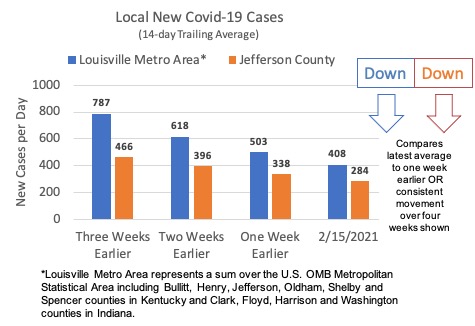 Local New Covid-19 Cases
(14-day Trailing Average)
Louisville Metro Area* Jefferson County
Down Down
New Cases per Day
1000
800
600
400
200
0
787
466
618
396
503
338
408
284
Three Weeks
Earlier
Two Weeks
Earlier
One Week
Earlier
2/15/2021
Compares
latest average
to one week
earlier OR
consistent
movement
over four
weeks shown
*Louisville Metro Area represents a sum over the U.S. OMB Metropolitan
Statistical Area including Bullitt, Henry, Jefferson, Oldham, Shelby and
Spencer counties in Kentucky and Clark, Floyd, Harrison and Washington
counties in Indiana.